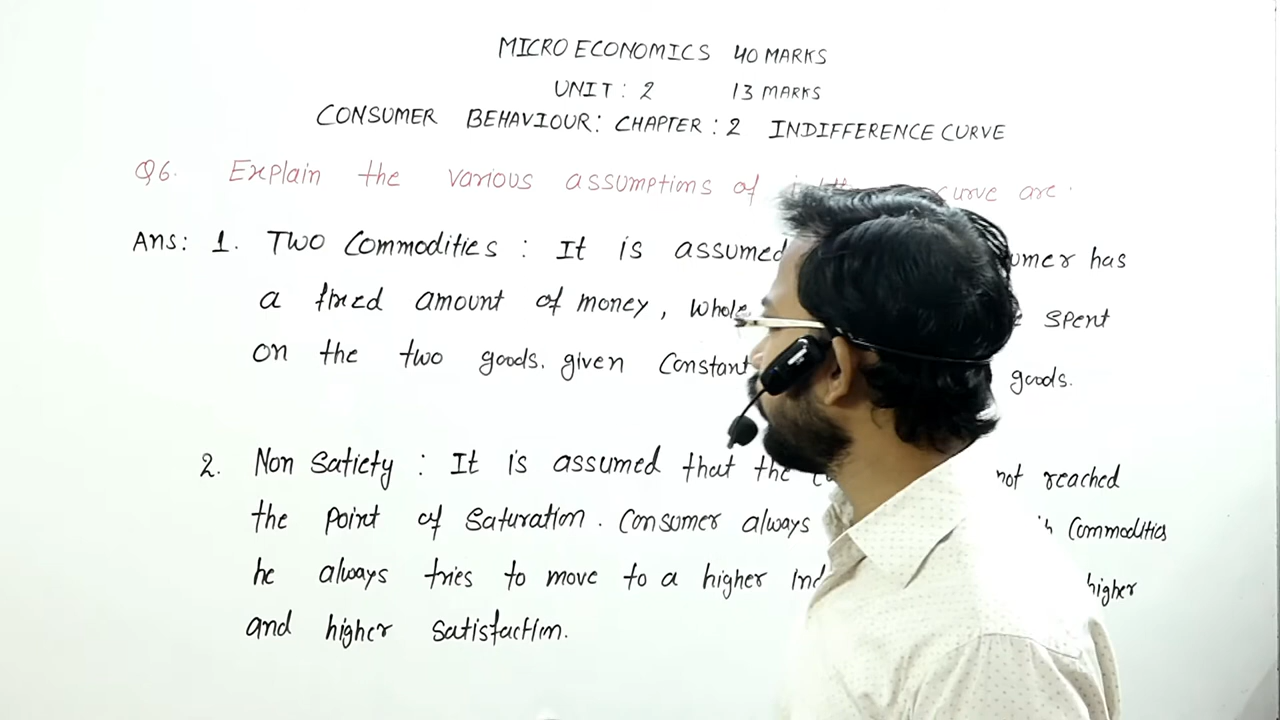 MICRO ECONOMICS 40 MARKS
UNIT : 2 13 MARKS
CONSUMER BEHAVIOUR: CHAPTER : 2 INDIFFERENCE CURVE
Q6. Explain the various assumptions of curve are.
Ans: 1. Two Commodities : It is assumed has
a fixed amount of money, whole spent
on the two goods. given Constant goods.
2. Non Satiety : It is assumed that the not reached
the point of Saturation. Consumer always Commodities
he always tries to move to a higher higher
and higher satisfaction.